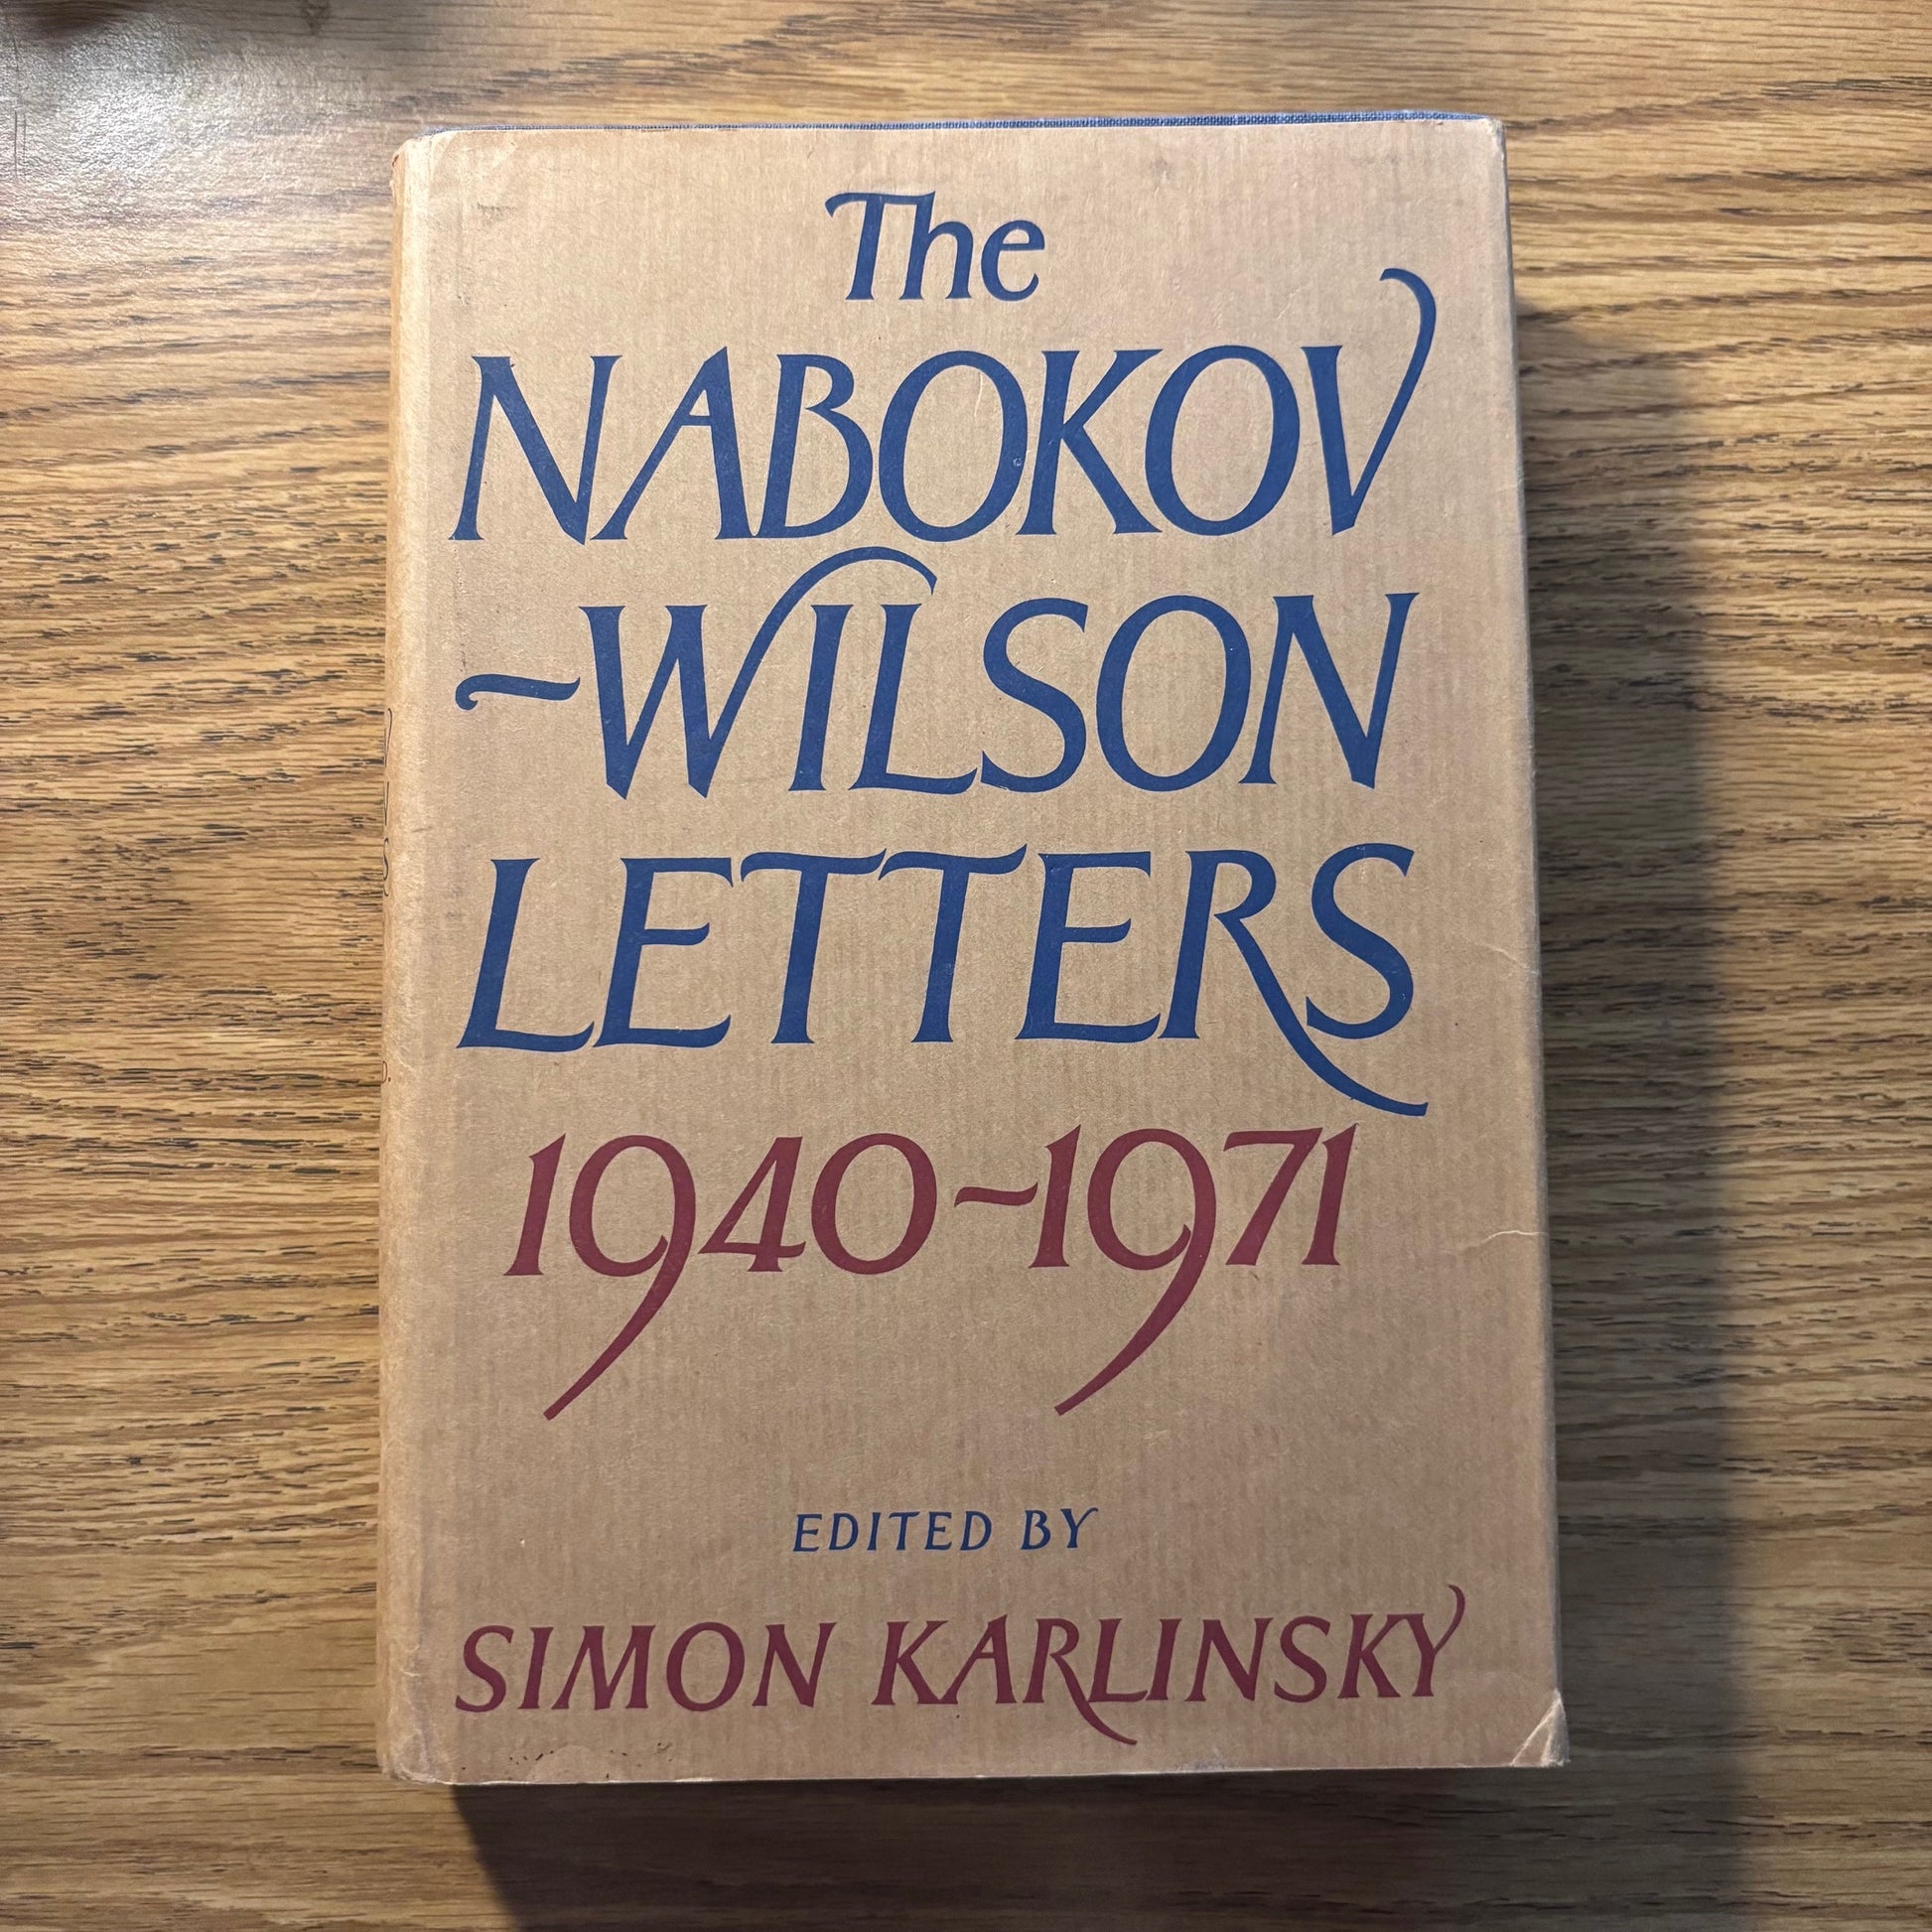 The
NABOKOV
~WILSON
LETTERS
1940~1971
EDITED BY
SIMON KARLINSKY